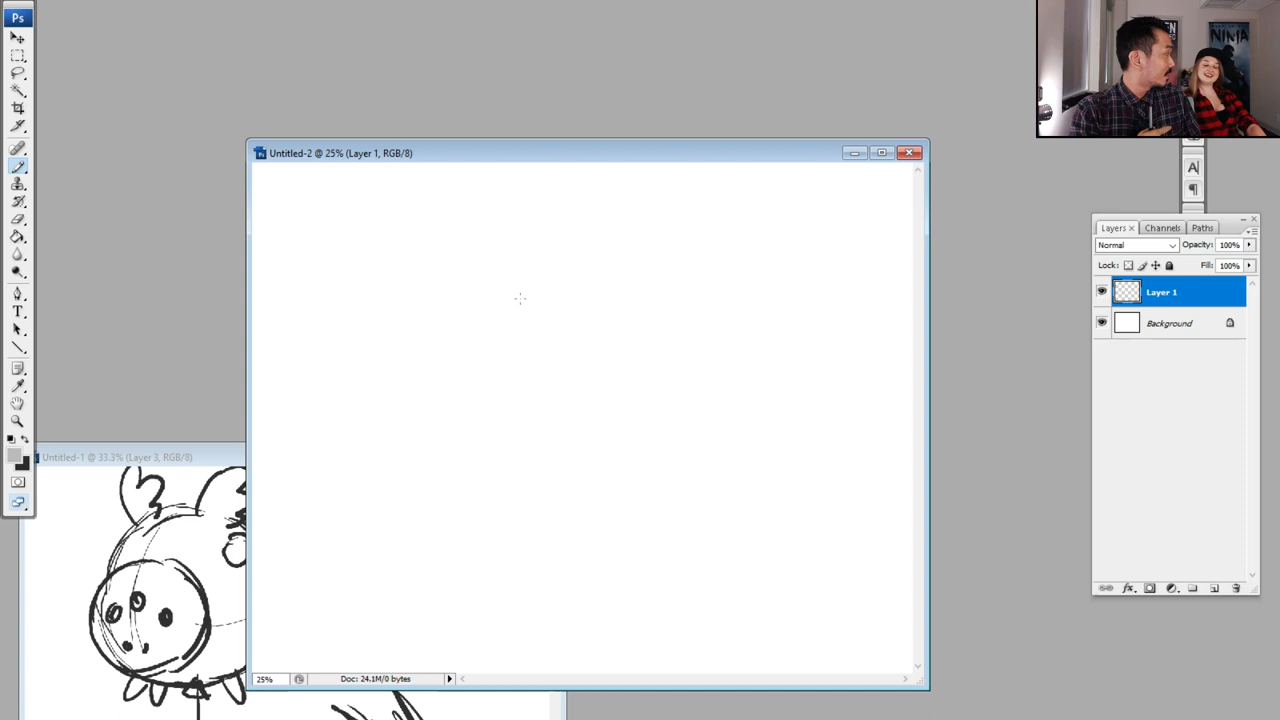 Ps
NINJA
Untitled-2 @ 25% (Layer 1, RGB/8)
A
¶
Layers Channels Paths
Normal Opacity: 100%
Lock: Fill: 100%
Layer 1
Background
T
Untitled-1 @ 33.3% (Layer 3, RGB/8)
25% Doc: 24.1M/0 bytes
fx